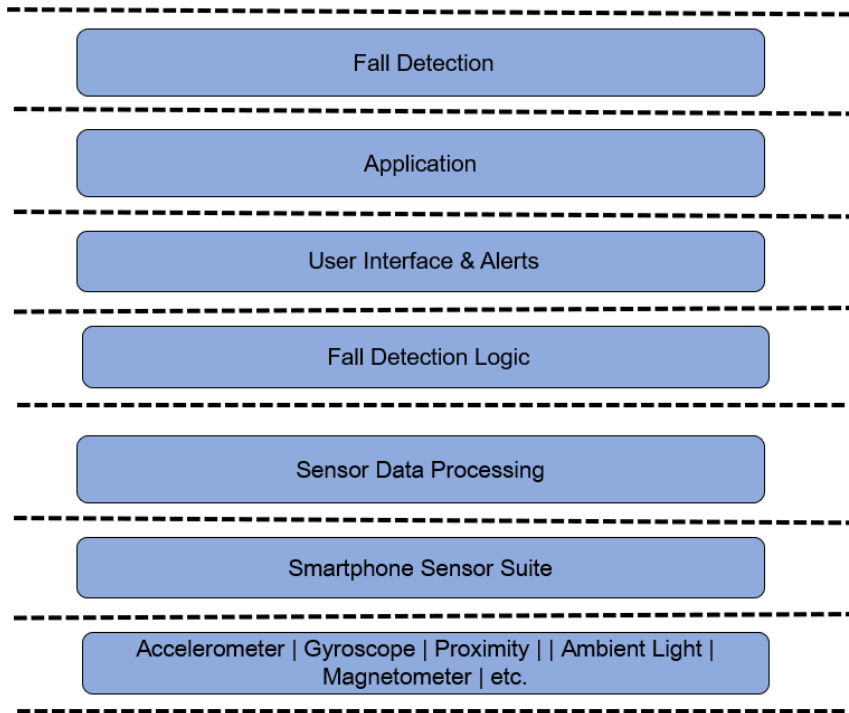 Fall Detection
Application
User Interface & Alerts
Fall Detection Logic
Sensor Data Processing
Smartphone Sensor Suite
Accelerometer | Gyroscope | Proximity | | Ambient Light |
Magnetometer | etc.